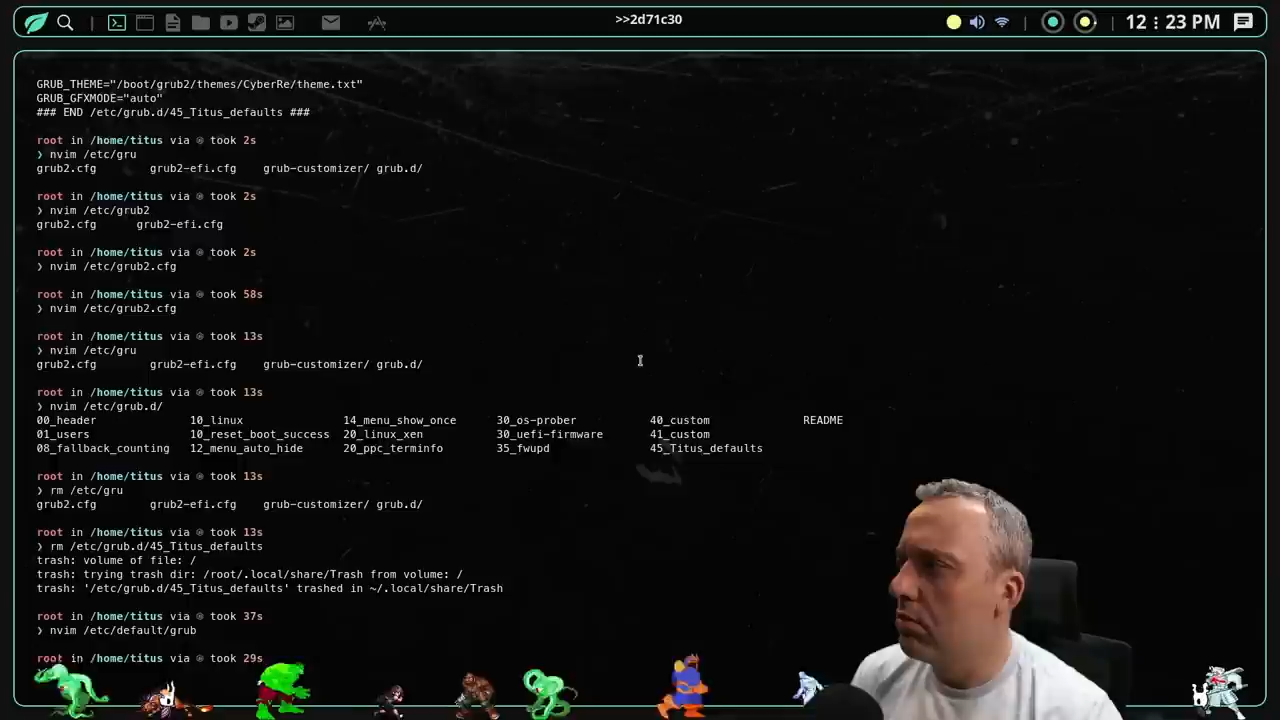 >>2d71c30
12 : 23 PM
GRUB_THEME="/boot/grub2/themes/CyberRe/theme.txt"
GRUB_GFXMODE="auto"
### END /etc/grub.d/45_Titus_defaults ###
root in /home/titus via took 2s
❯ nvim /etc/gru
grub2.cfg grub2-efi.cfg grub-customizer/ grub.d/
root in /home/titus via took 2s
❯ nvim /etc/grub2
grub2.cfg grub2-efi.cfg
root in /home/titus via took 2s
❯ nvim /etc/grub2.cfg
root in /home/titus via took 58s
❯ nvim /etc/grub2.cfg
root in /home/titus via took 13s
❯ nvim /etc/gru
grub2.cfg grub2-efi.cfg grub-customizer/ grub.d/
root in /home/titus via took 13s
❯ nvim /etc/grub.d/
00_header 10_linux 14_menu_show_once 30_os-prober 40_custom README
01_users 10_reset_boot_success 20_linux_xen 30_uefi-firmware 41_custom
08_fallback_counting 12_menu_auto_hide 20_ppc_terminfo 35_fwupd 45_Titus_defaults
root in /home/titus via took 13s
❯ rm /etc/gru
grub2.cfg grub2-efi.cfg grub-customizer/ grub.d/
root in /home/titus via took 13s
❯ rm /etc/grub.d/45_Titus_defaults
trash: volume of file: /
trash: trying trash dir: /root/.local/share/Trash from volume: /
trash: '/etc/grub.d/45_Titus_defaults' trashed in ~/.local/share/Trash
root in /home/titus via took 37s
❯ nvim /etc/default/grub
root in /home/titus via took 29s